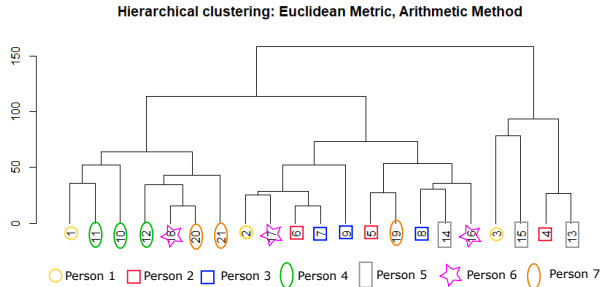 Hierarchical clustering: Euclidean Metric, Arithmetic Method
150
100
50
0
1 11 10 12 18 20 21 2 17 6 7 9 5 19 8 14 16 3 15 4 13
Person 1 Person 2 Person 3 Person 4 Person 5 Person 6 Person 7